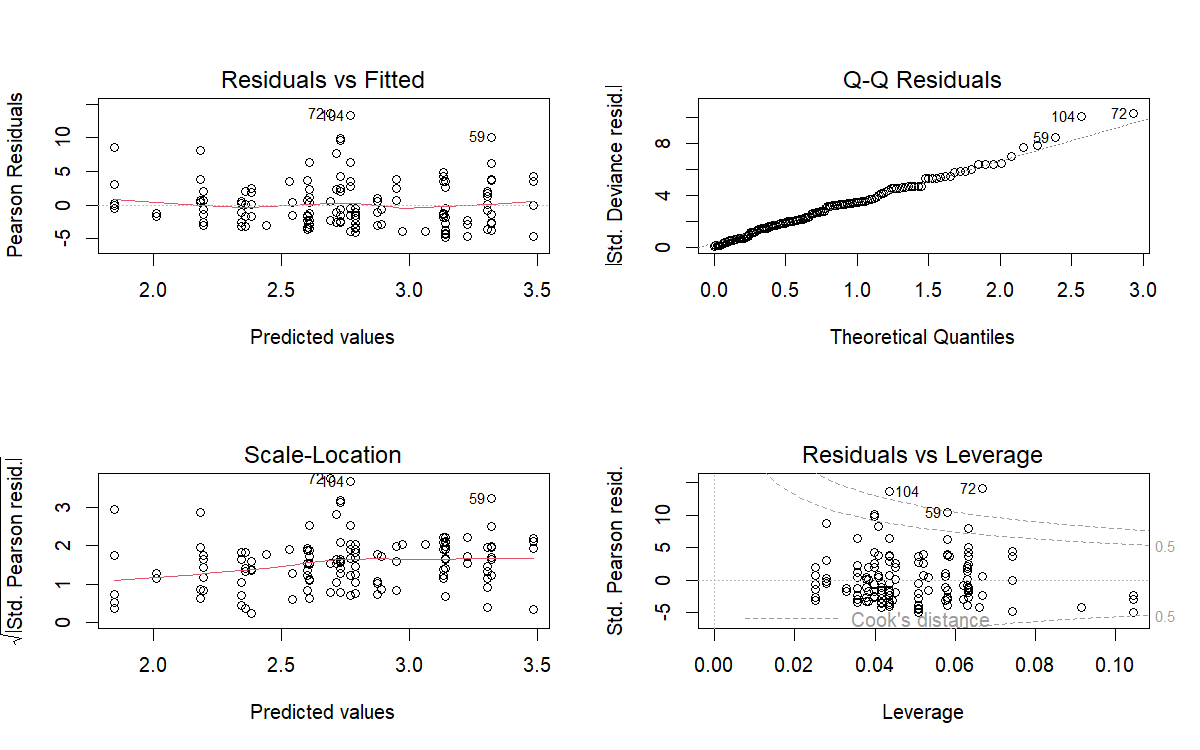 Residuals vs Fitted
Pearson Residuals
10
5
0
-5
72
104
59
2.0 2.5 3.0 3.5
Predicted values
Q-Q Residuals
|Std. Deviance resid.|
8
4
0
104
72
59
0.0 0.5 1.0 1.5 2.0 2.5 3.0
Theoretical Quantiles
Scale-Location
√|Std. Pearson resid.|
3
2
1
0
72
104
59
2.0 2.5 3.0 3.5
Predicted values
Residuals vs Leverage
Std. Pearson resid.
10
5
0
-5
104
72
59
0.5
0.5
Cook's distance
0.00 0.02 0.04 0.06 0.08 0.10
Leverage